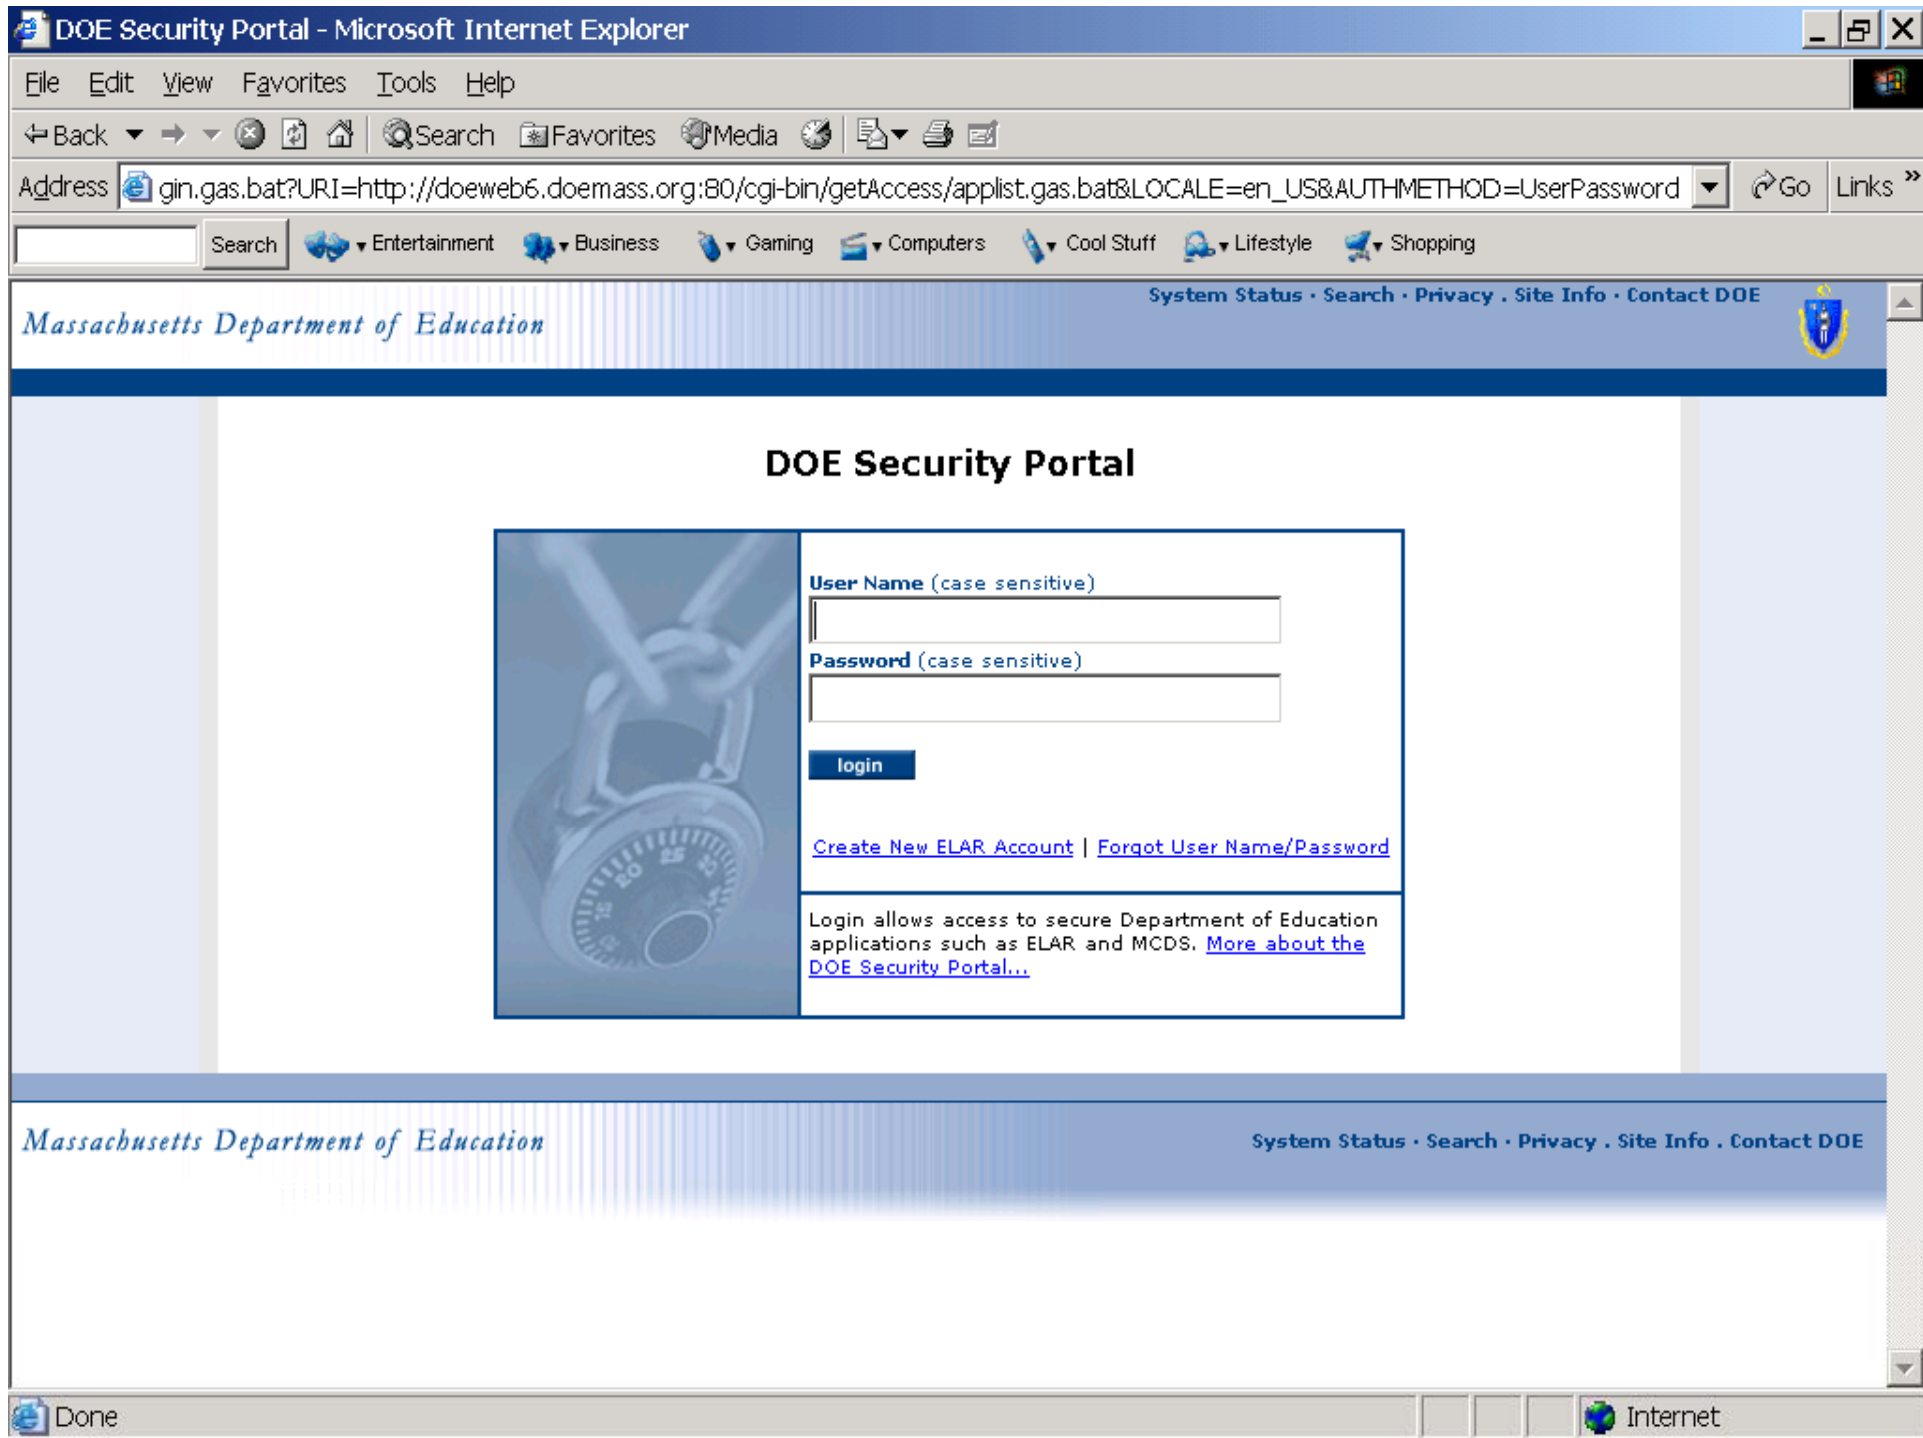 DOE Security Portal - Microsoft Internet Explorer
File Edit View Favorites Tools Help
Back Search Favorites Media
Address gin.gas.bat?URI=http://doeweb6.doemass.org:80/cgi-bin/getAccess/applist.gas.bat&LOCALE=en_US&AUTHMETHOD=UserPassword Go Links »
Search Entertainment Business Gaming Computers Cool Stuff Lifestyle Shopping
System Status · Search · Privacy . Site Info · Contact DOE
Massachusetts Department of Education
DOE Security Portal
User Name (case sensitive)
Password (case sensitive)
login
Create New ELAR Account | Forgot User Name/Password
Login allows access to secure Department of Education
applications such as ELAR and MCDS. More about the
DOE Security Portal...
Massachusetts Department of Education
System Status · Search · Privacy . Site Info . Contact DOE
Done Internet